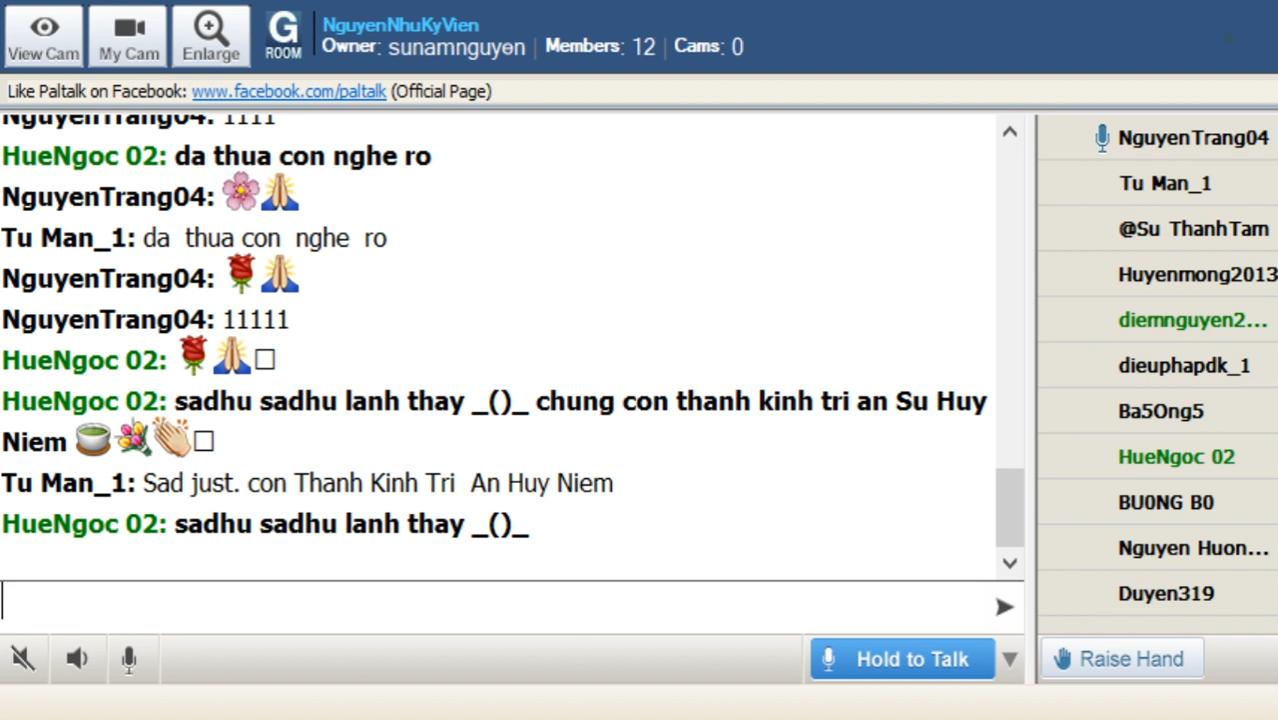 View Cam
My Cam
Enlarge
G
ROOM
NguyenNhuKyVien
Owner: sunamnguyen | Members: 12 | Cams: 0
Like Paltalk on Facebook: www.facebook.com/paltalk (Official Page)
NguyenTrang04: 1111
HueNgoc 02: da thua con nghe ro
NguyenTrang04: 🌸🙏
Tu Man_1: da thua con nghe ro
NguyenTrang04: 🌹🙏
NguyenTrang04: 11111
HueNgoc 02: 🌹🙏□
HueNgoc 02: sadhu sadhu lanh thay _()_ chung con thanh kinh tri an Su Huy
Niem 🍵💐👏□
Tu Man_1: Sad just. con Thanh Kinh Tri An Huy Niem
HueNgoc 02: sadhu sadhu lanh thay _()_
NguyenTrang04
Tu Man_1
@Su ThanhTam
Huyenmong2013
diemnguyen2...
dieuphapdk_1
Ba5Ong5
HueNgoc 02
BU0NG B0
Nguyen Huon...
Duyen319
Hold to Talk
Raise Hand